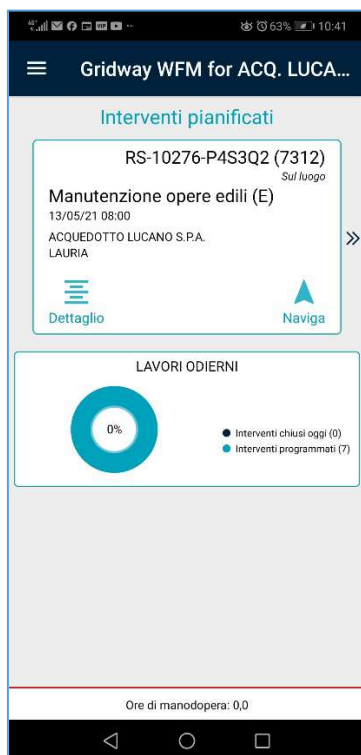 63% 10:41
Gridway WFM for ACQ. LUCA...
Interventi pianificati
RS-10276-P4S3Q2 (7312)
Sul luogo
Manutenzione opere edili (E)
13/05/21 08:00
ACQUEDOTTO LUCANO S.P.A.
LAURIA
Dettaglio Naviga
LAVORI ODIERNI
0%
Interventi chiusi oggi (0)
Interventi programmati (7)
Ore di manodopera: 0,0